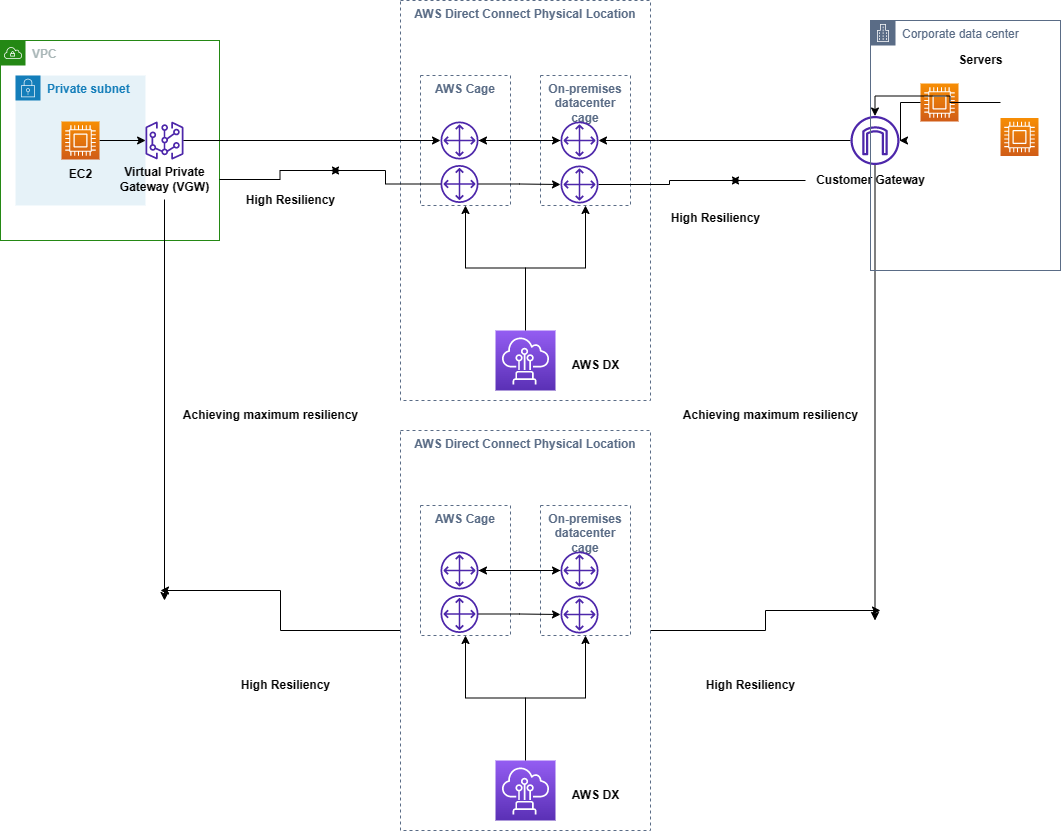 AWS Direct Connect Physical Location
Corporate data center
VPC
Servers
Private subnet
AWS Cage
On-premises
datacenter
cage
EC2
Virtual Private
Gateway (VGW)
Customer Gateway
High Resiliency
High Resiliency
AWS DX
Achieving maximum resiliency
Achieving maximum resiliency
AWS Direct Connect Physical Location
AWS Cage
On-premises
datacenter
cage
High Resiliency
High Resiliency
AWS DX